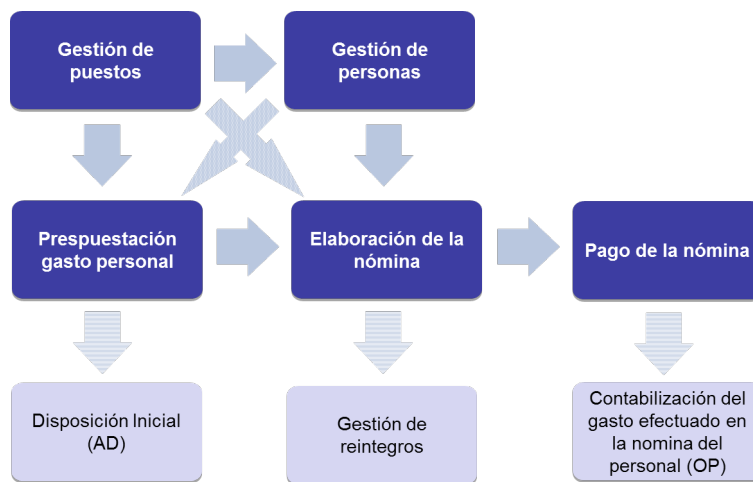 Gestión de
puestos
Gestión de
personas
Prespuestación
gasto personal
Elaboración de la
nómina
Pago de la nómina
Disposición Inicial
(AD)
Gestión de
reintegros
Contabilización del
gasto efectuado en
la nomina del
personal (OP)